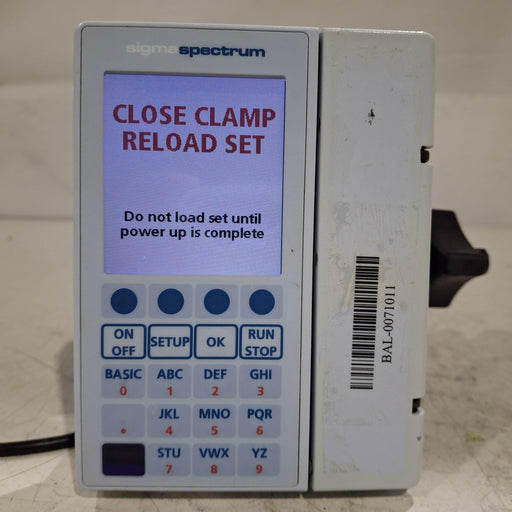 sigmaspectrum
CLOSE CLAMP
RELOAD SET
Do not load set until
power up is complete
ON
OFF
SETUP
OK
RUN
STOP
BASIC
0
ABC
1
DEF
2
GHI
3
.
JKL
4
MNO
5
PQR
6
STU
7
VWX
8
YZ
9
BAL-0071011